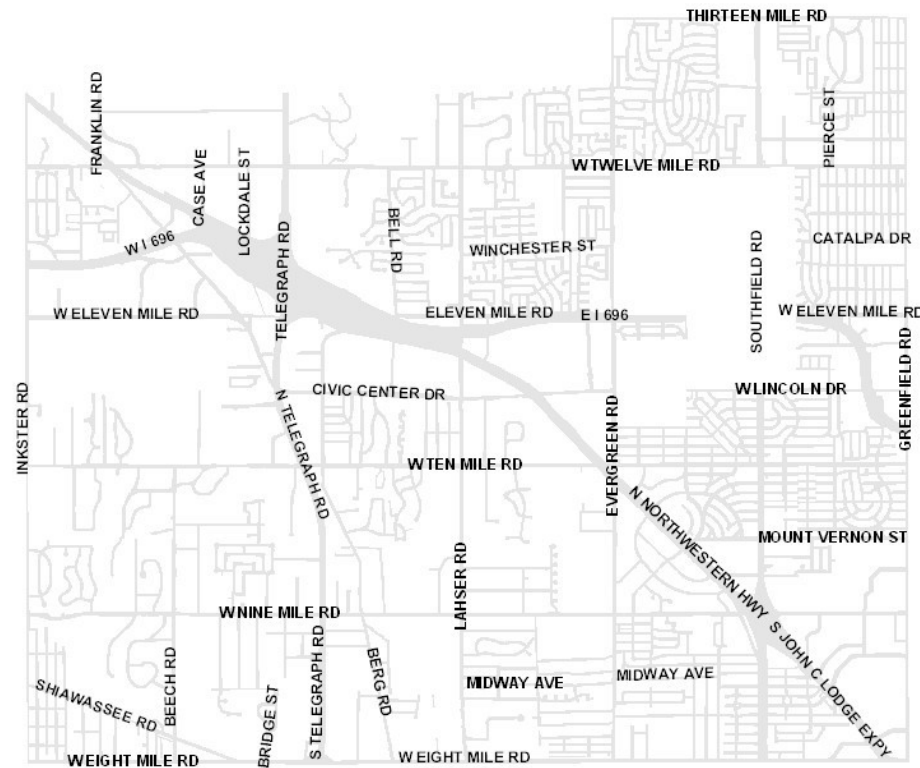 THIRTEEN MILE RD
FRANKLIN RD
PIERCE ST
W TWELVE MILE RD
CASE AVE
LOCKDALE ST
BELL RD
W I 696
WINCHESTER ST
CATALPA DR
TELEGRAPH RD
SOUTHFIELD RD
W ELEVEN MILE RD
ELEVEN MILE RD
E I 696
W ELEVEN MILE RD
GREENFIELD RD
CIVIC CENTER DR
W LINCOLN DR
INKSTER RD
N TELEGRAPH RD
EVERGREEN RD
W TEN MILE RD
N NORTHWESTERN HWY
MOUNT VERNON ST
LAHSER RD
W NINE MILE RD
S JOHN C LODGE EXPY
SHIAWASSEE RD
BEECH RD
BRIDGE ST
S TELEGRAPH RD
BERG RD
MIDWAY AVE
MIDWAY AVE
W EIGHT MILE RD
W EIGHT MILE RD